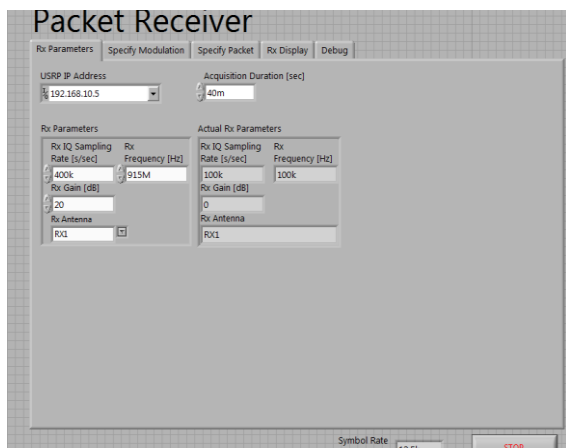 Packet Receiver
Rx Parameters Specify Modulation Specify Packet Rx Display Debug
USRP IP Address Acquisition Duration [sec]
192.168.10.5 40m
Rx Parameters Actual Rx Parameters
Rx IQ Sampling Rx Rx IQ Sampling Rx
Rate [s/sec] Frequency [Hz] Rate [s/sec] Frequency [Hz]
400k 915M 100k 100k
Rx Gain [dB] Rx Gain [dB]
20 0
Rx Antenna Rx Antenna
RX1 RX1
Symbol Rate
STOP